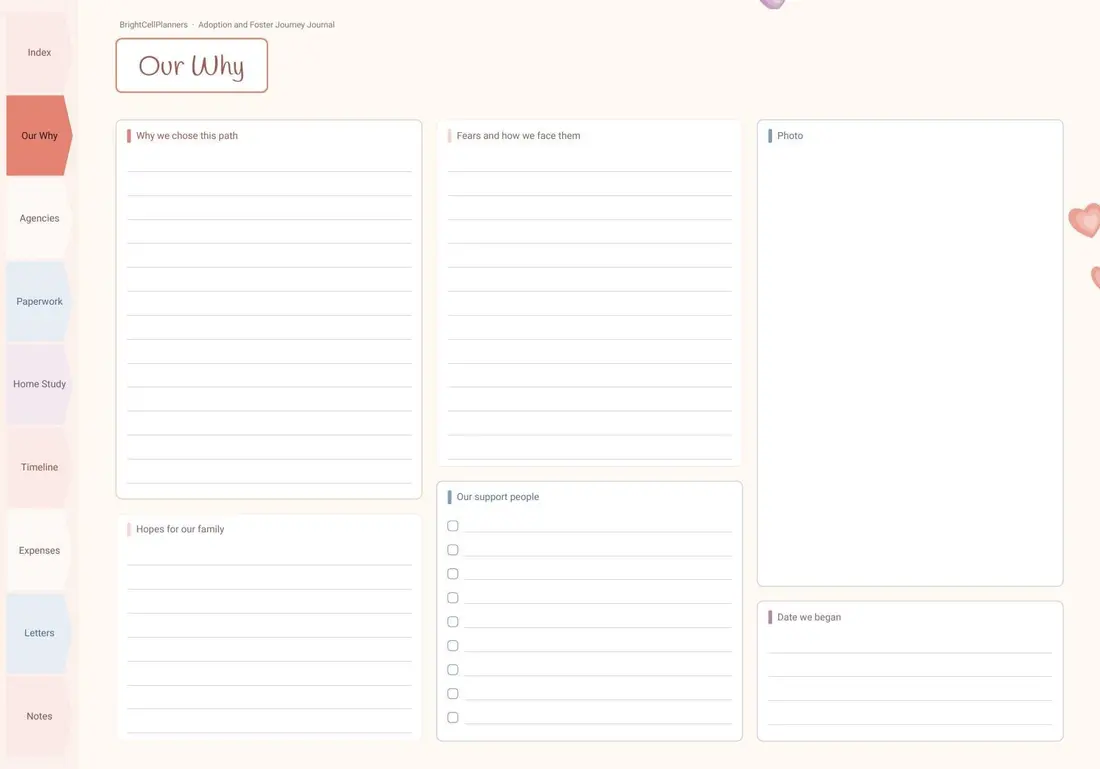 BrightCellPlanners · Adoption and Foster Journey Journal
Our Why
Index
Our Why
Agencies
Paperwork
Home Study
Timeline
Expenses
Letters
Notes
Why we chose this path
Hopes for our family
Fears and how we face them
Our support people
Photo
Date we began